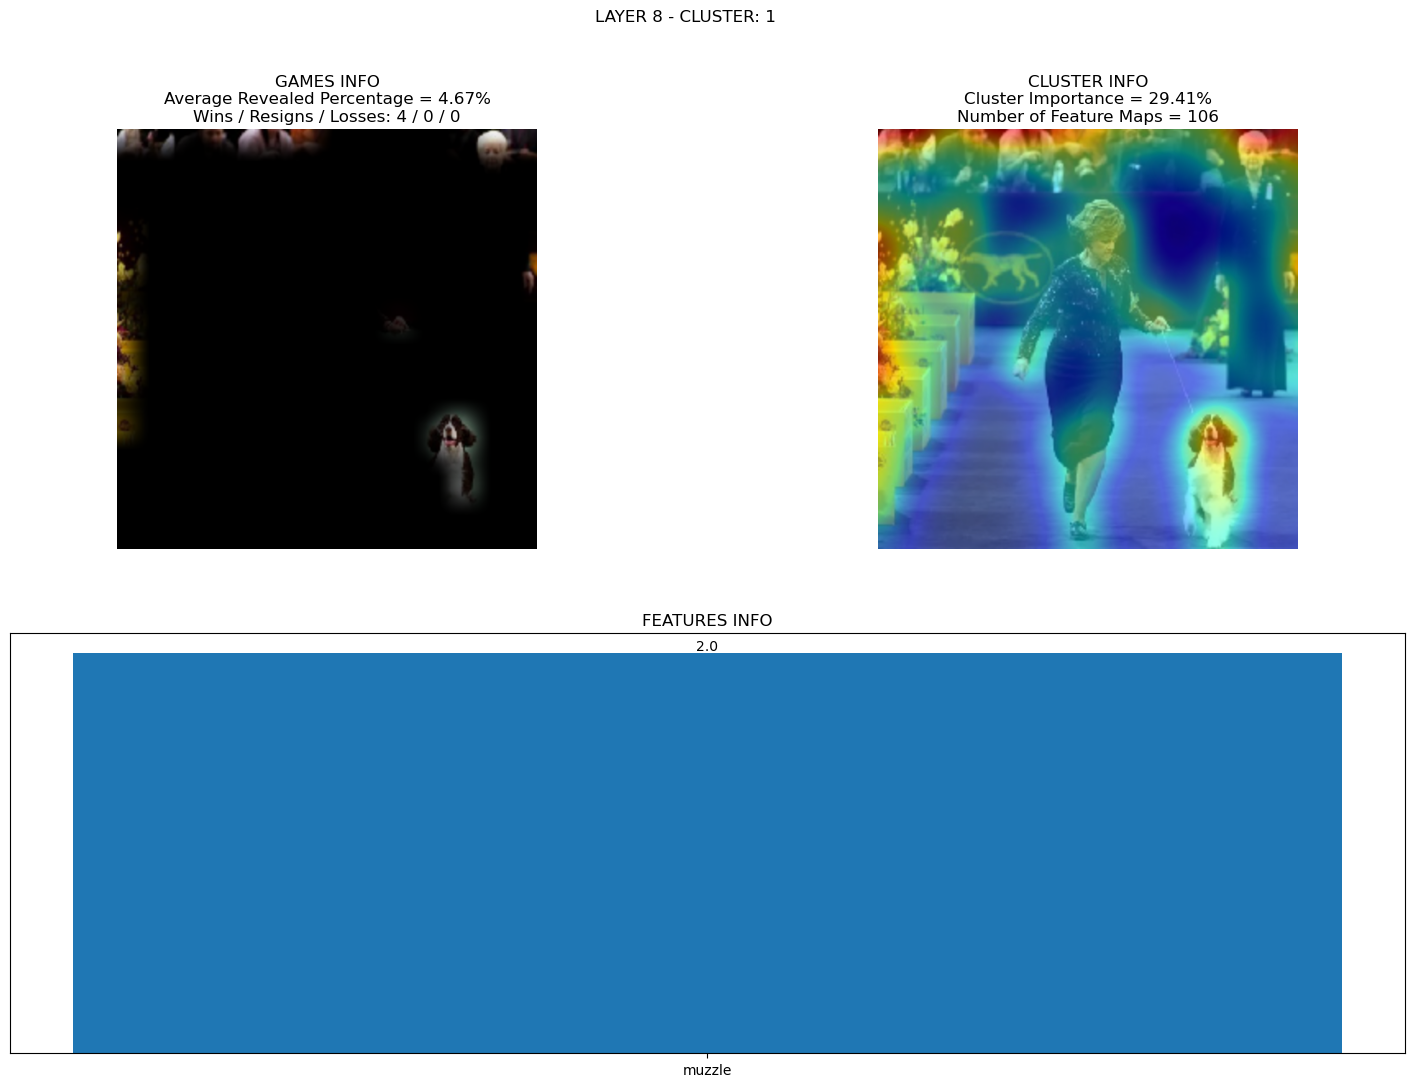 LAYER 8 - CLUSTER: 1
GAMES INFO
Average Revealed Percentage = 4.67%
Wins / Resigns / Losses: 4 / 0 / 0
CLUSTER INFO
Cluster Importance = 29.41%
Number of Feature Maps = 106
FEATURES INFO
2.0
muzzle